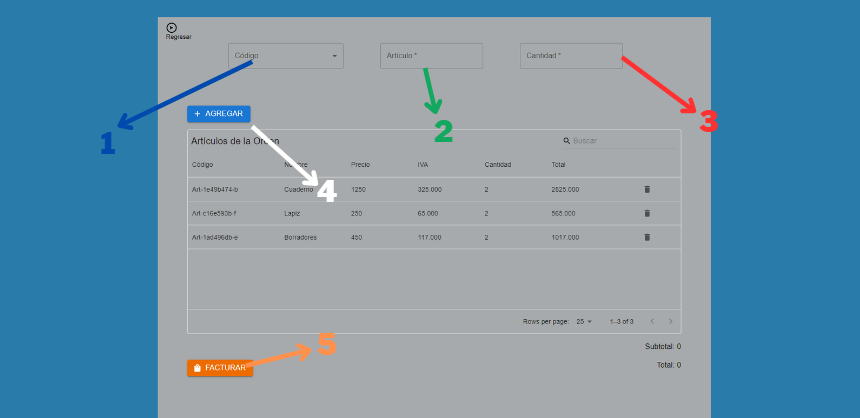 Regresar
Código
Artículo *
Cantidad *
1
2
3
AGREGAR
Artículos de la Orden
Buscar
Código Nombre Precio IVA Cantidad Total
Art-1e49b474-b Cuaderno 1250 325.000 2 2825.000
4
Art-c16e593b-f Lapiz 250 65.000 2 565.000
Art-1ad496db-e Borradores 450 117.000 2 1017.000
Rows per page: 25 1–3 of 3
5
Subtotal: 0
FACTURAR
Total: 0